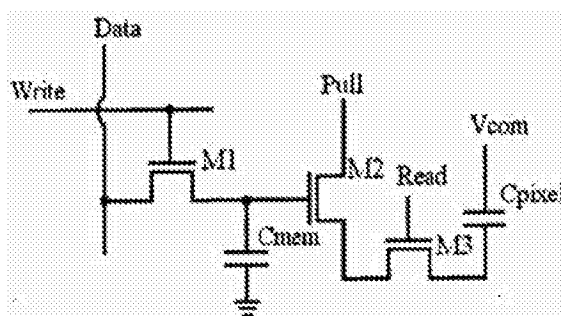 Data
Write
Pull
Vcom
M1
M2
Read
Cpixel
Cmem
M3